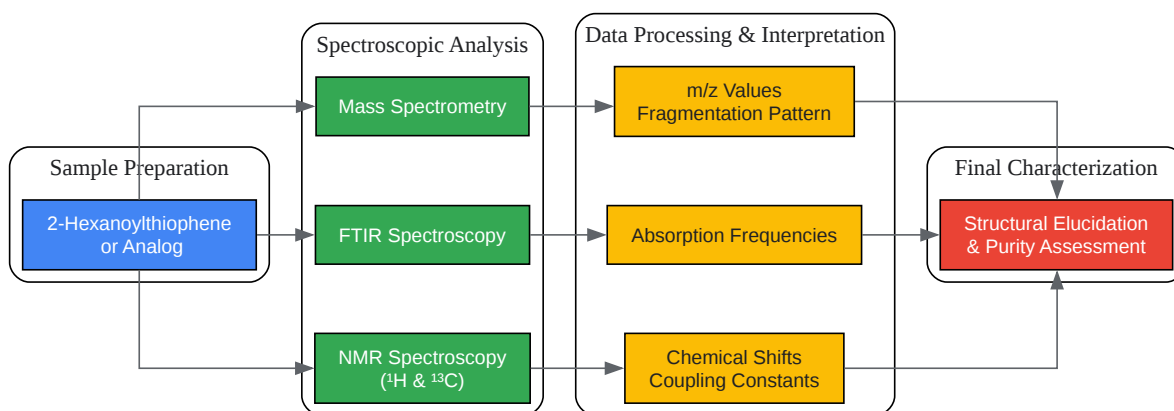 Sample Preparation
2-Hexanoylthiophene
or Analog
Spectroscopic Analysis
Mass Spectrometry
FTIR Spectroscopy
NMR Spectroscopy
(¹H & ¹³C)
Data Processing & Interpretation
m/z Values
Fragmentation Pattern
Absorption Frequencies
Chemical Shifts
Coupling Constants
Final Characterization
Structural Elucidation
& Purity Assessment